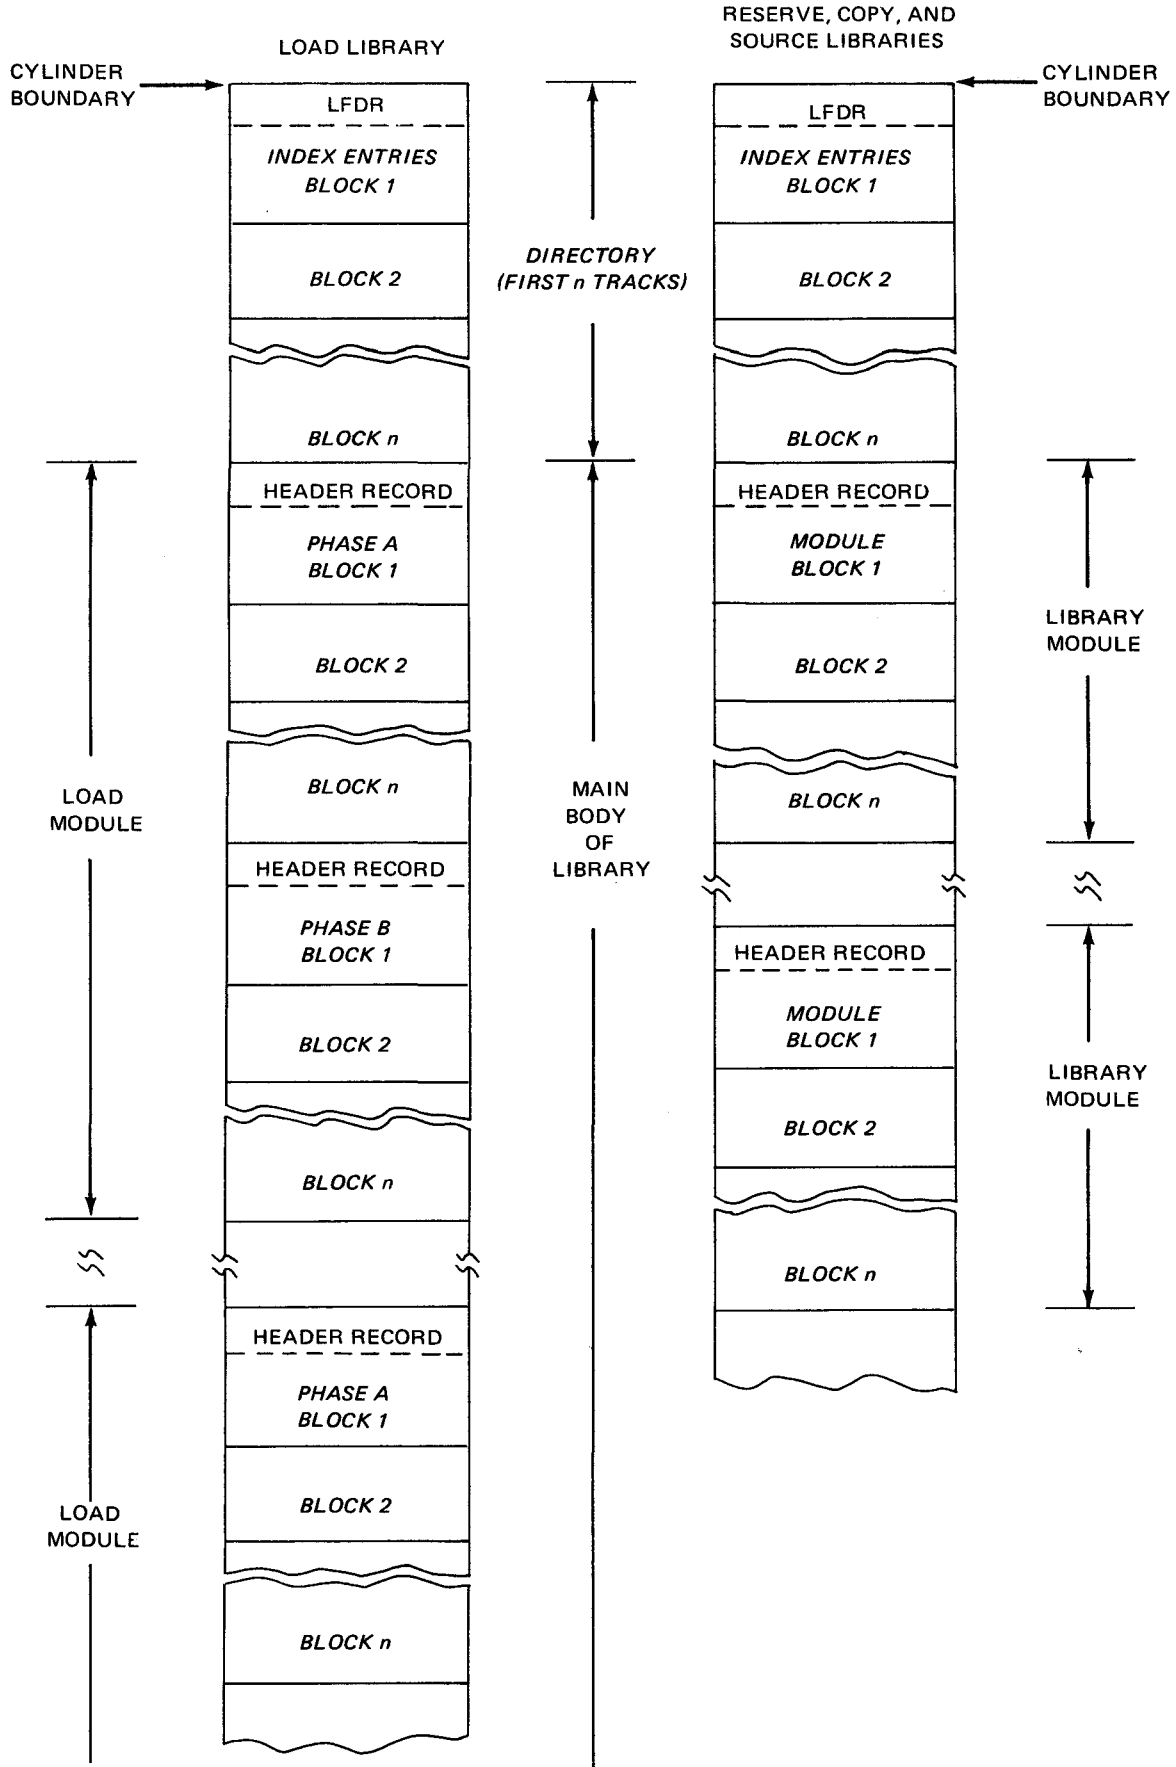 RESERVE, COPY, AND
SOURCE LIBRARIES
LOAD LIBRARY
CYLINDER
BOUNDARY
CYLINDER
BOUNDARY
LFDR
INDEX ENTRIES
BLOCK 1
BLOCK 2
BLOCK n
DIRECTORY
(FIRST n TRACKS)
LFDR
INDEX ENTRIES
BLOCK 1
BLOCK 2
BLOCK n
LOAD
MODULE
HEADER RECORD
PHASE A
BLOCK 1
BLOCK 2
BLOCK n
HEADER RECORD
PHASE B
BLOCK 1
BLOCK 2
BLOCK n
MAIN
BODY
OF
LIBRARY
HEADER RECORD
MODULE
BLOCK 1
BLOCK 2
BLOCK n
LIBRARY
MODULE
HEADER RECORD
MODULE
BLOCK 1
BLOCK 2
BLOCK n
LIBRARY
MODULE
LOAD
MODULE
HEADER RECORD
PHASE A
BLOCK 1
BLOCK 2
BLOCK n